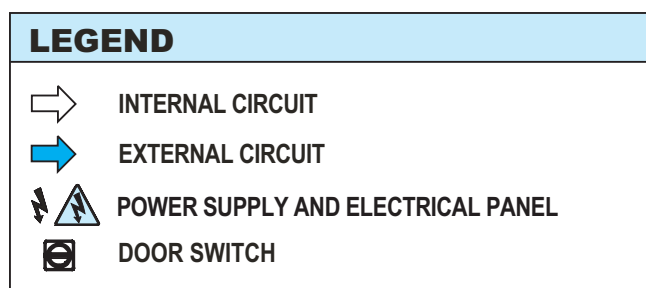 LEGEND
INTERNAL CIRCUIT
EXTERNAL CIRCUIT
POWER SUPPLY AND ELECTRICAL PANEL
DOOR SWITCH